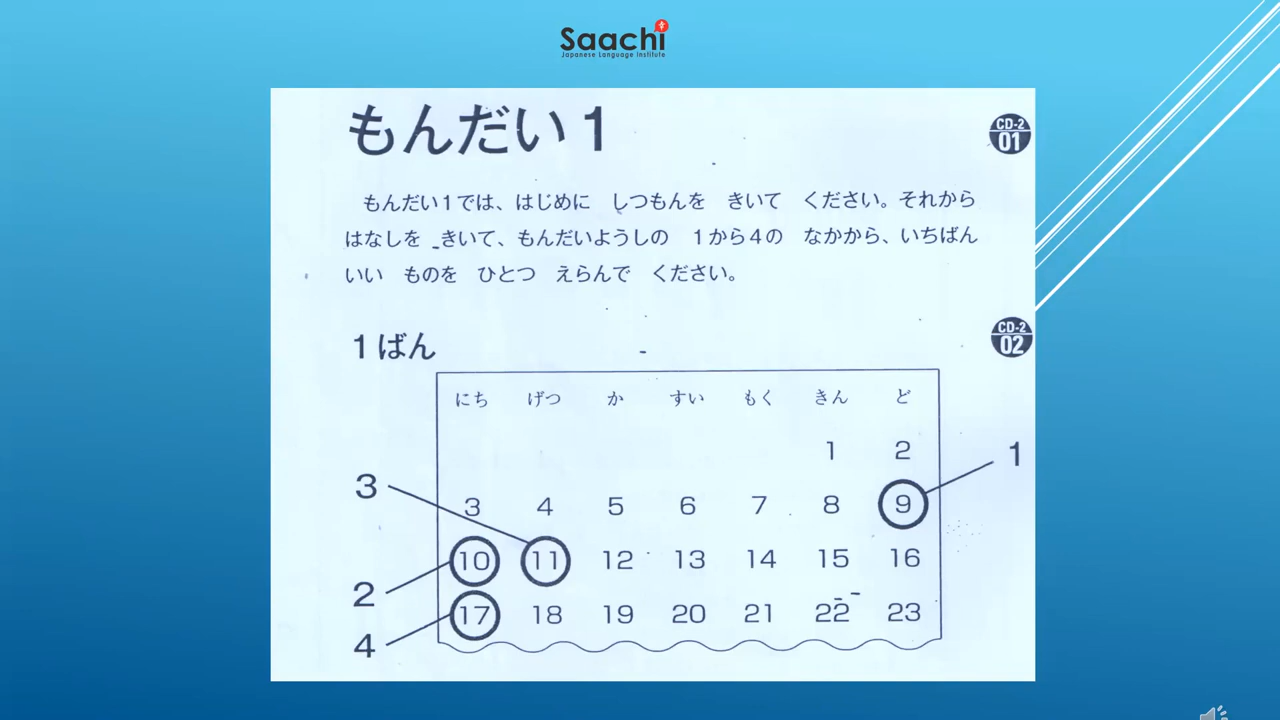 Saachi
Japanese Language Institute
もんだい1
CD-2
01
もんだい1では、はじめに しつもんを きいて ください。それから
はなしを きいて、もんだいようしの 1から4の なかから、いちばん
いい ものを ひとつ えらんで ください。
1ばん
CD-2
02
にち げつ か すい もく きん ど
1 2
1
3
3 4 5 6 7 8 9
10 11 12 13 14 15 16
2
17 18 19 20 21 22 23
4